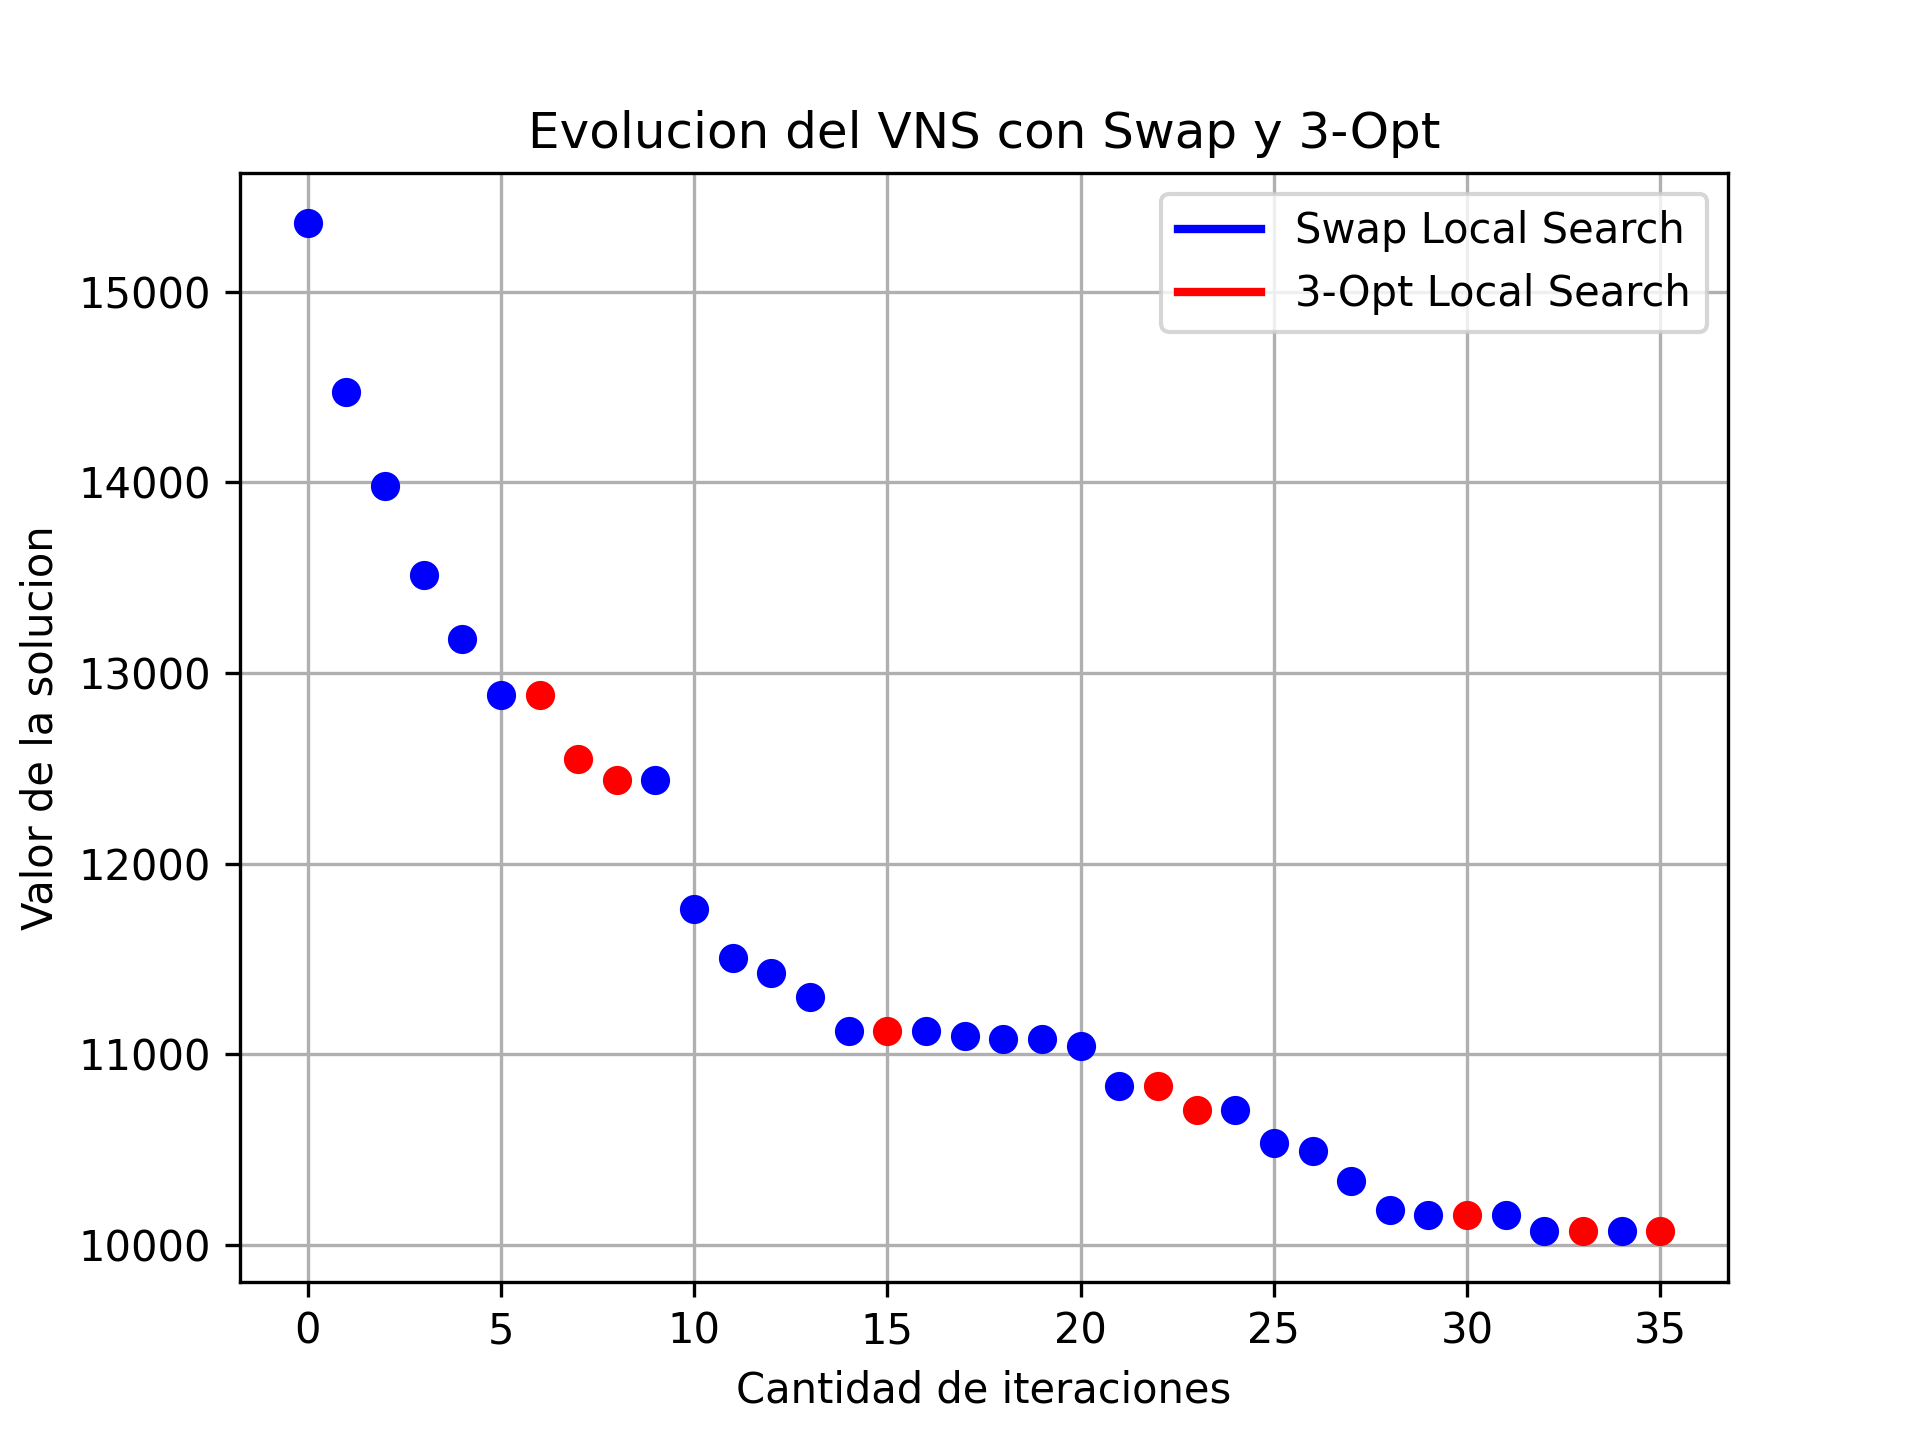 Evolucion del VNS con Swap y 3-Opt
Swap Local Search
3-Opt Local Search
15000
14000
13000
12000
11000
10000
Valor de la solucion
0 5 10 15 20 25 30 35
Cantidad de iteraciones